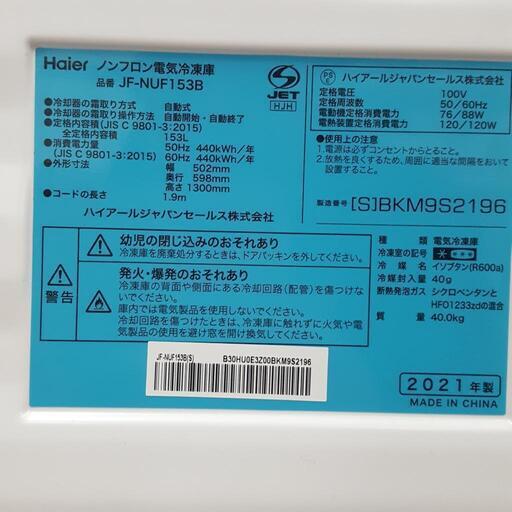 Haier ノンフロン電気冷凍庫
品番 JF-NUF153B
JET
HJH
●冷却器の霜取り方式 自動式
●冷却器の霜取り操作方法 自動開始・自動終了
●定格内容積(JIS C 9801-3:2015)
全定格内容積 153L
●消費電力量 50Hz 440kWh/年
(JIS C 9801-3:2015) 60Hz 440kWh/年
●外形寸法 幅 502mm
奥行 598mm
高さ 1300mm
●コードの長さ 1.9m
ハイアールジャパンセールス株式会社
PS E
ハイアールジャパンセールス株式会社
定格電圧 100V
定格周波数 50/60Hz
電動機定格消費電力 76/88W
電熱装置定格消費電力 120/120W
●使用上の注意
1.電源は必ずコンセントからとること。
2.放熱を良くするため、周囲に適当な間隔をおいて
設置すること。
製造番号 [S]BKM9S2196
警告
幼児の閉じ込めのおそれあり
冷凍庫を廃棄処分するときは、ドアパッキンを外してください。
発火・爆発のおそれあり
冷凍庫の背面や側面にある冷却回路(配管)を傷つけな
いでください。
庫内では電気製品を使用しないでください。
冷却回路を傷つけたときは、冷凍庫に触れずに火気や電
気製品の使用を避け窓を開け換気してください。
種類 電気冷凍庫
冷凍室の記号
冷媒 イソブタン(R600a)
冷媒封入量 40g
断熱発泡ガス シクロペンタンと
HFO1233zdの混合
質量 40.0kg
JF-NUF153B(S) B30HU0E3Z00BKM9S2196
2021年製
MADE IN CHINA